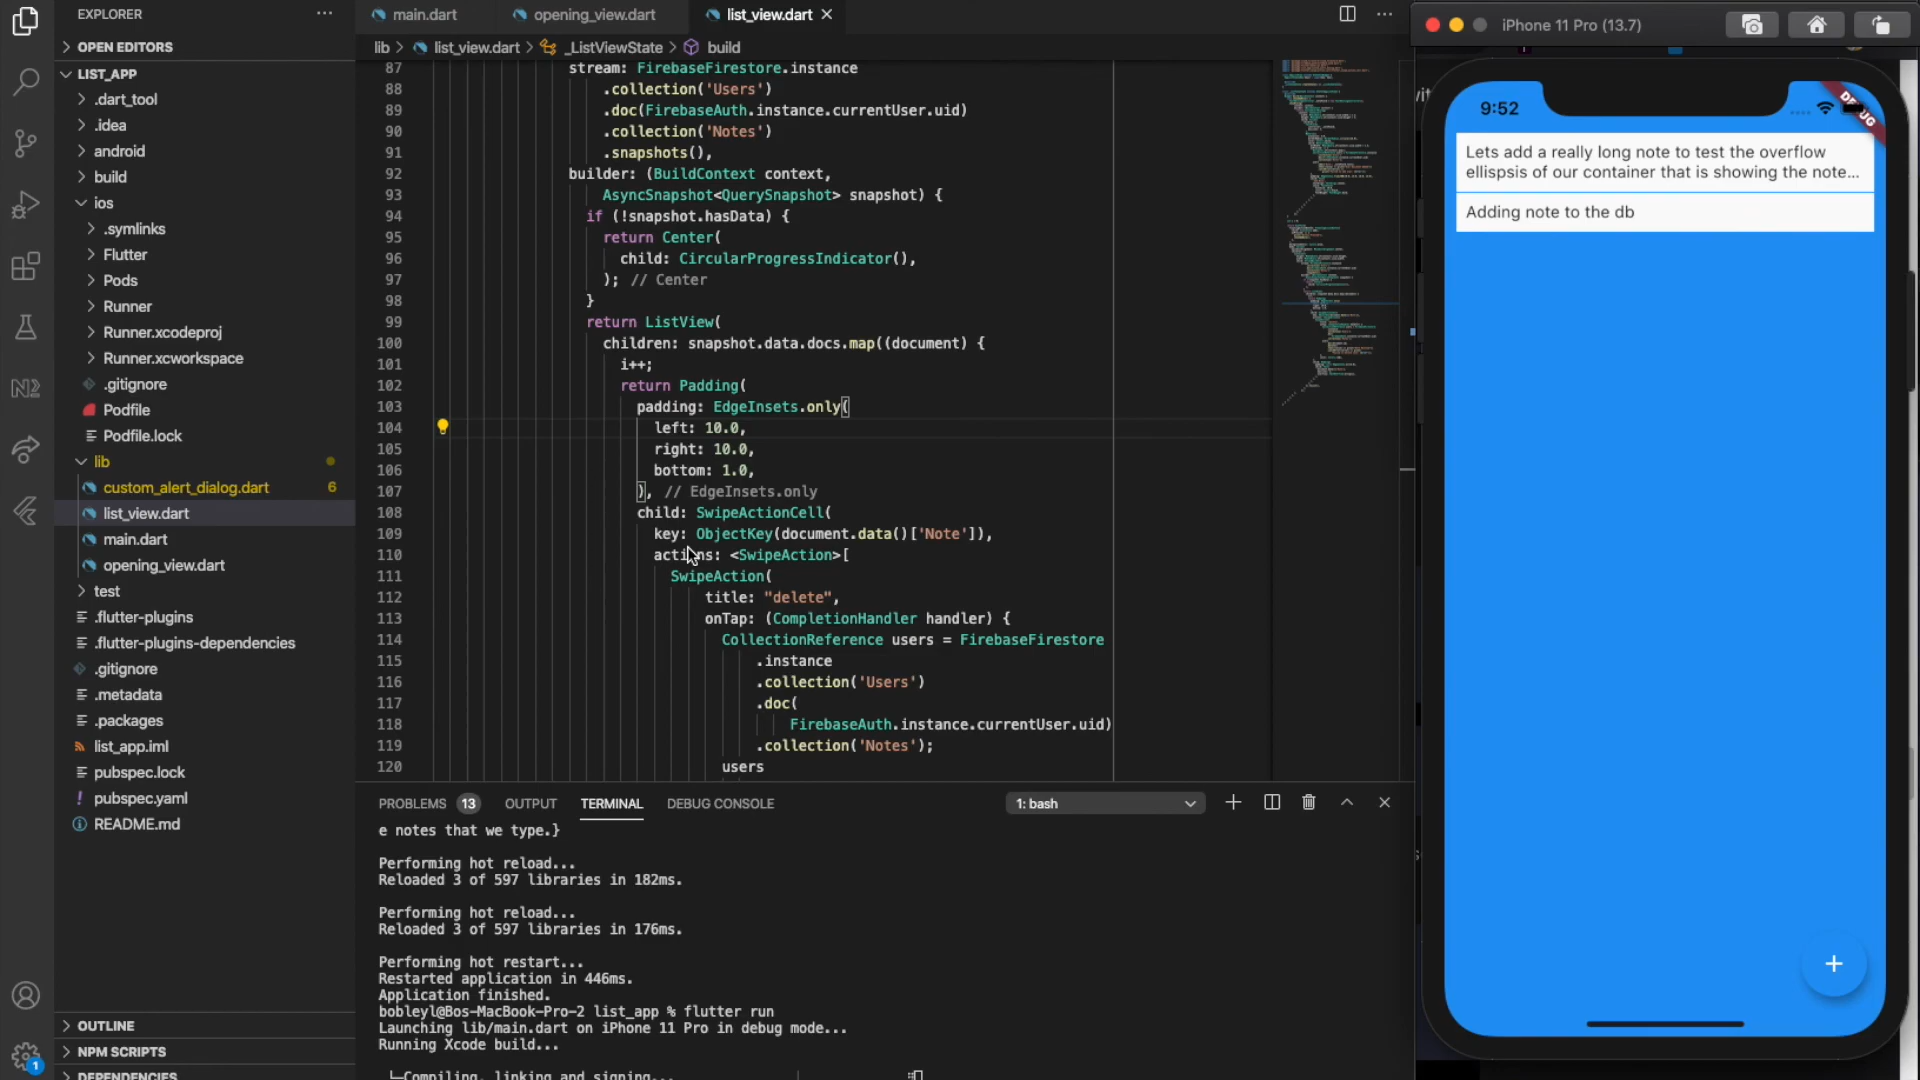 EXPLORER
OPEN EDITORS
LIST_APP
.dart_tool
.idea
android
build
ios
.symlinks
Flutter
Pods
Runner
Runner.xcodeproj
Runner.xcworkspace
.gitignore
Podfile
Podfile.lock
lib
custom_alert_dialog.dart 6
list_view.dart
main.dart
opening_view.dart
test
.flutter-plugins
.flutter-plugins-dependencies
.gitignore
.metadata
.packages
list_app.iml
pubspec.lock
pubspec.yaml
README.md
OUTLINE
NPM SCRIPTS
DEPENDENCIES
1
main.dart opening_view.dart list_view.dart
lib > list_view.dart > _ListViewState > build
87 stream: FirebaseFirestore.instance
88 .collection('Users')
89 .doc(FirebaseAuth.instance.currentUser.uid)
90 .collection('Notes')
91 .snapshots(),
92 builder: (BuildContext context,
93 AsyncSnapshot<QuerySnapshot> snapshot) {
94 if (!snapshot.hasData) {
95 return Center(
96 child: CircularProgressIndicator(),
97 ); // Center
98 }
99 return ListView(
100 children: snapshot.data.docs.map((document) {
101 i++;
102 return Padding(
103 padding: EdgeInsets.only(
104 left: 10.0,
105 right: 10.0,
106 bottom: 1.0,
107 ), // EdgeInsets.only
108 child: SwipeActionCell(
109 key: ObjectKey(document.data()['Note']),
110 actions: <SwipeAction>[
111 SwipeAction(
112 title: "delete",
113 onTap: (CompletionHandler handler) {
114 CollectionReference users = FirebaseFirestore
115 .instance
116 .collection('Users')
117 .doc(
118 FirebaseAuth.instance.currentUser.uid)
119 .collection('Notes');
120 users
PROBLEMS 13 OUTPUT TERMINAL DEBUG CONSOLE 1: bash
e notes that we type.}
Performing hot reload...
Reloaded 3 of 597 libraries in 182ms.
Performing hot reload...
Reloaded 3 of 597 libraries in 176ms.
Performing hot restart...
Restarted application in 446ms.
Application finished.
bobleyl@Bos-MacBook-Pro-2 list_app % flutter run
Launching lib/main.dart on iPhone 11 Pro in debug mode...
Running Xcode build...
└─Compiling, linking and signing...
iPhone 11 Pro (13.7)
9:52
DEBUG
Lets add a really long note to test the overflow
ellispsis of our container that is showing the note...
Adding note to the db
+